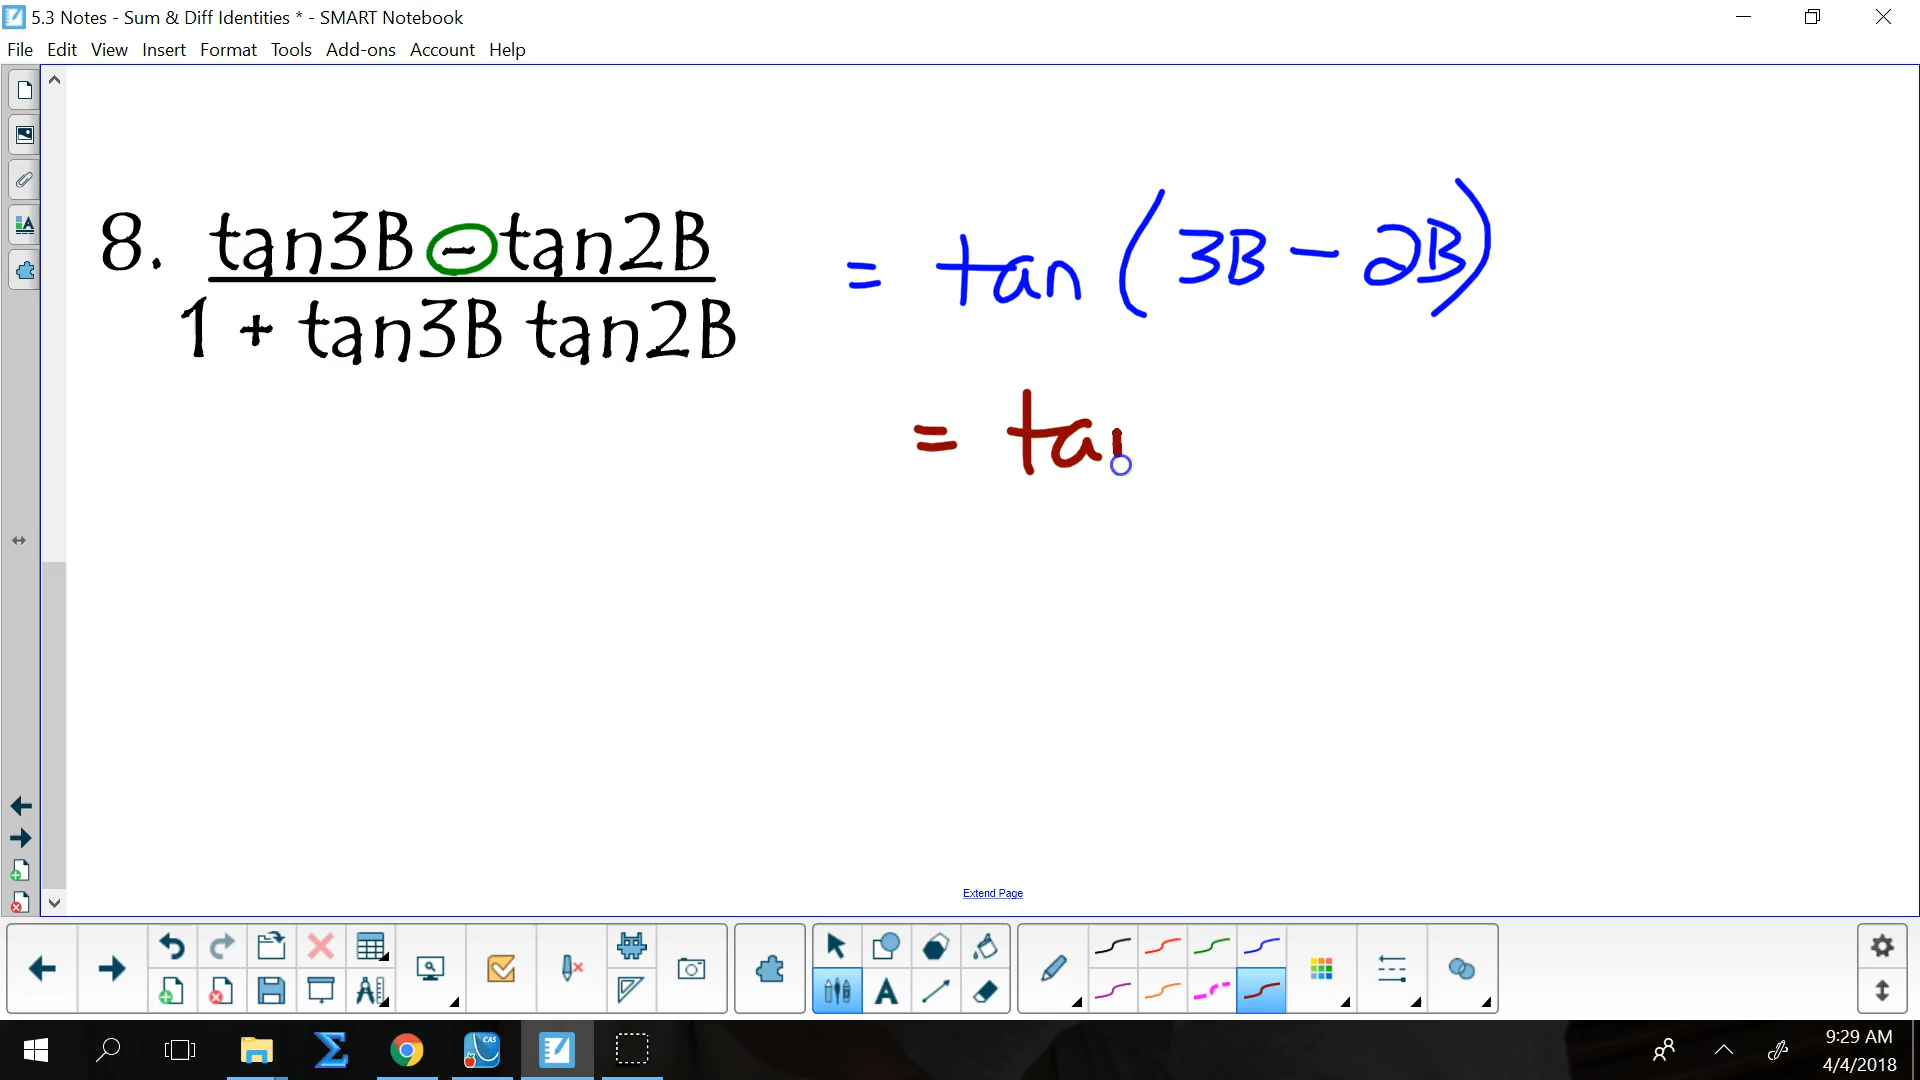 5.3 Notes - Sum & Diff Identities * - SMART Notebook
File Edit View Insert Format Tools Add-ons Account Help
8. tan3B - tan2B = tan (3B - 2B)
1 + tan3B tan2B
= ta
Extend Page
CAS
9:29 AM
4/4/2018